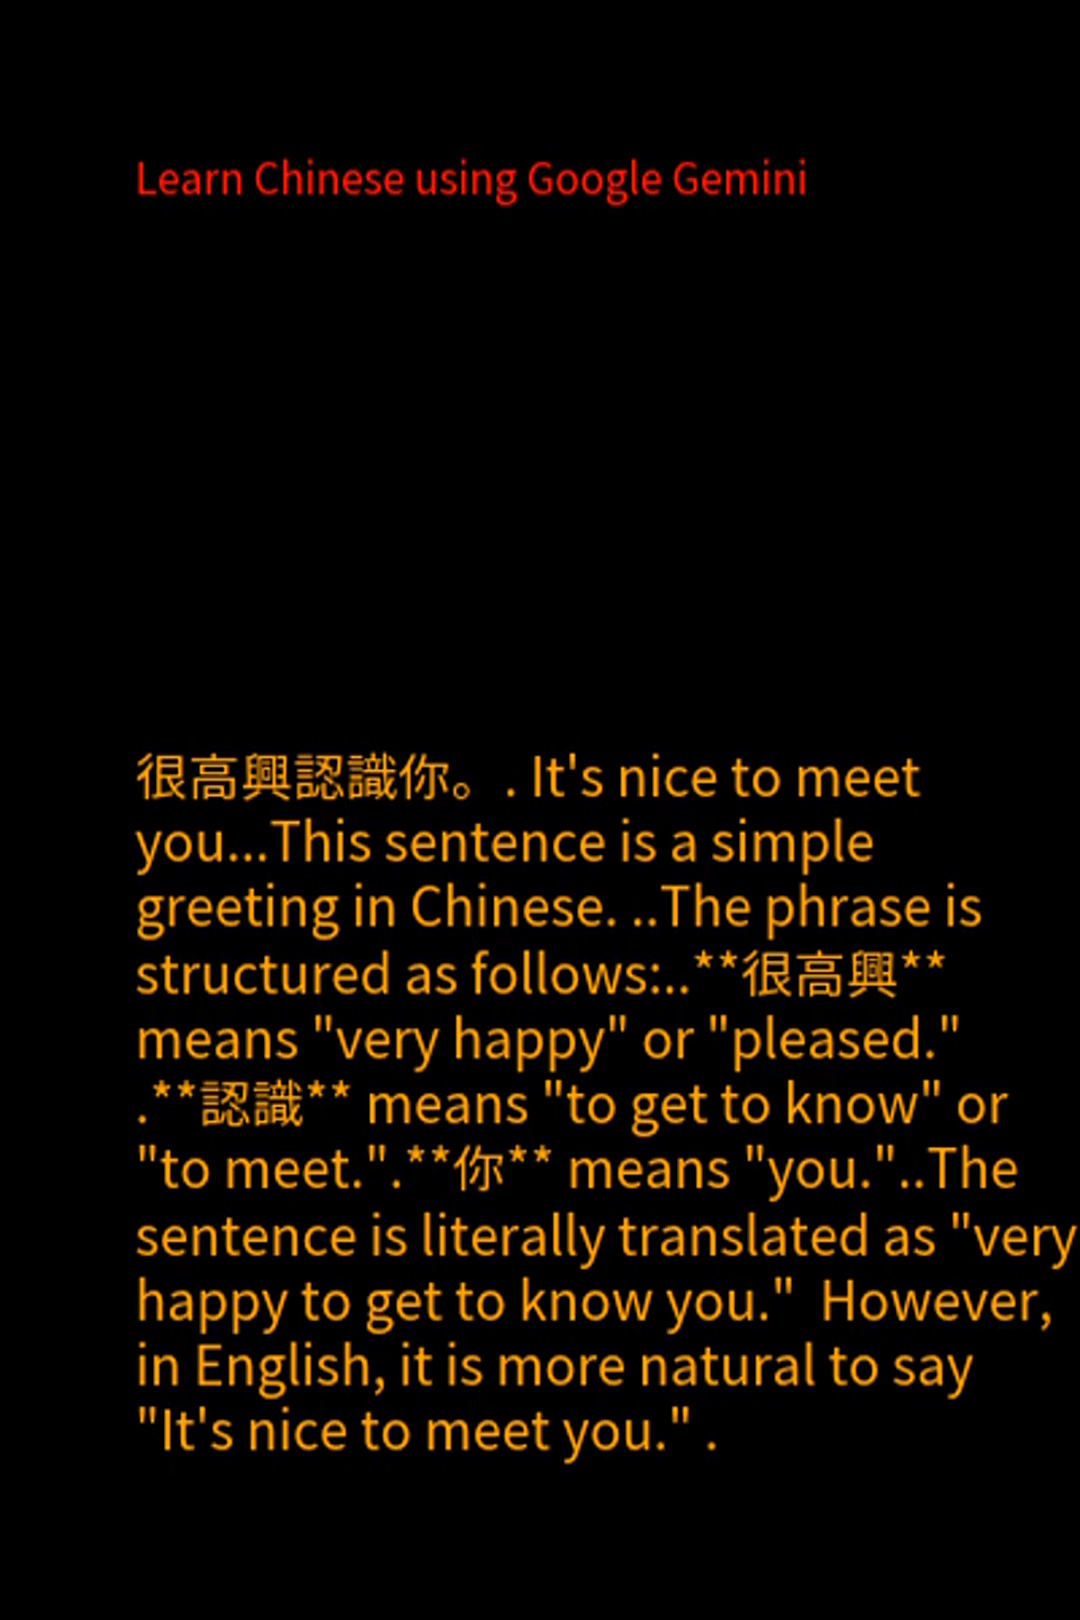 Learn Chinese using Google Gemini
很高興認識你。 . It's nice to meet
you...This sentence is a simple
greeting in Chinese. ..The phrase is
structured as follows:..**很高興**
means "very happy" or "pleased."
.**認識** means "to get to know" or
"to meet.".**你** means "you."..The
sentence is literally translated as "very
happy to get to know you."  However,
in English, it is more natural to say
"It's nice to meet you." .